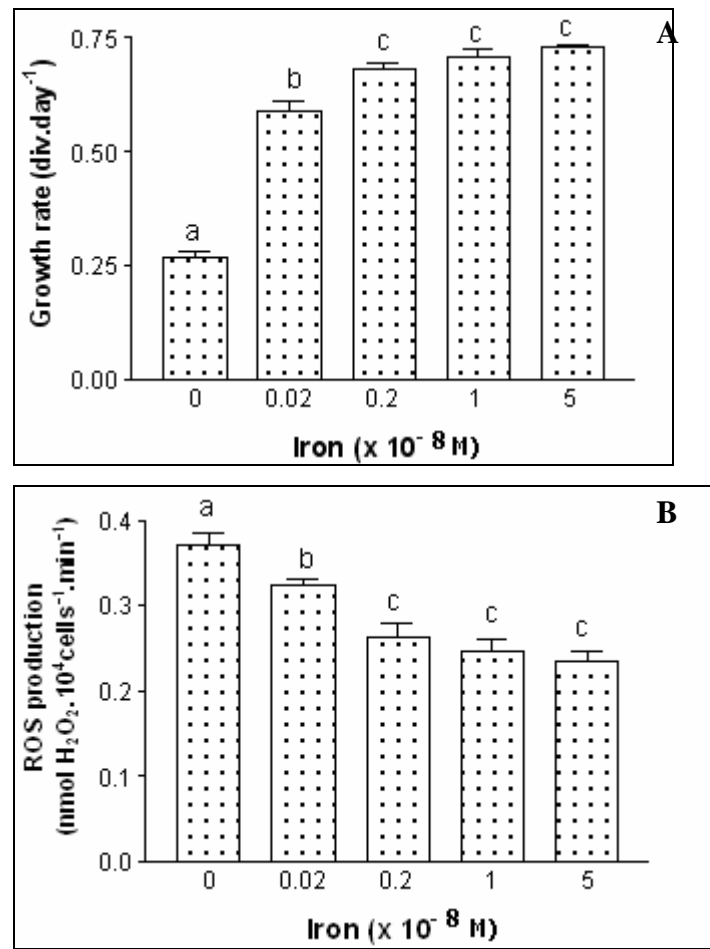 A
Growth rate (div.day⁻¹)
0.75
0.50
0.25
0.00
a
b
c
c
c
0 0.02 0.2 1 5
Iron (x 10⁻ ⁸ M)
B
ROS production
(nmol H₂O₂.10⁴cells⁻¹.min⁻¹)
0.4
0.3
0.2
0.1
0.0
a
b
c
c
c
0 0.02 0.2 1 5
Iron (x 10⁻ ⁸ M)